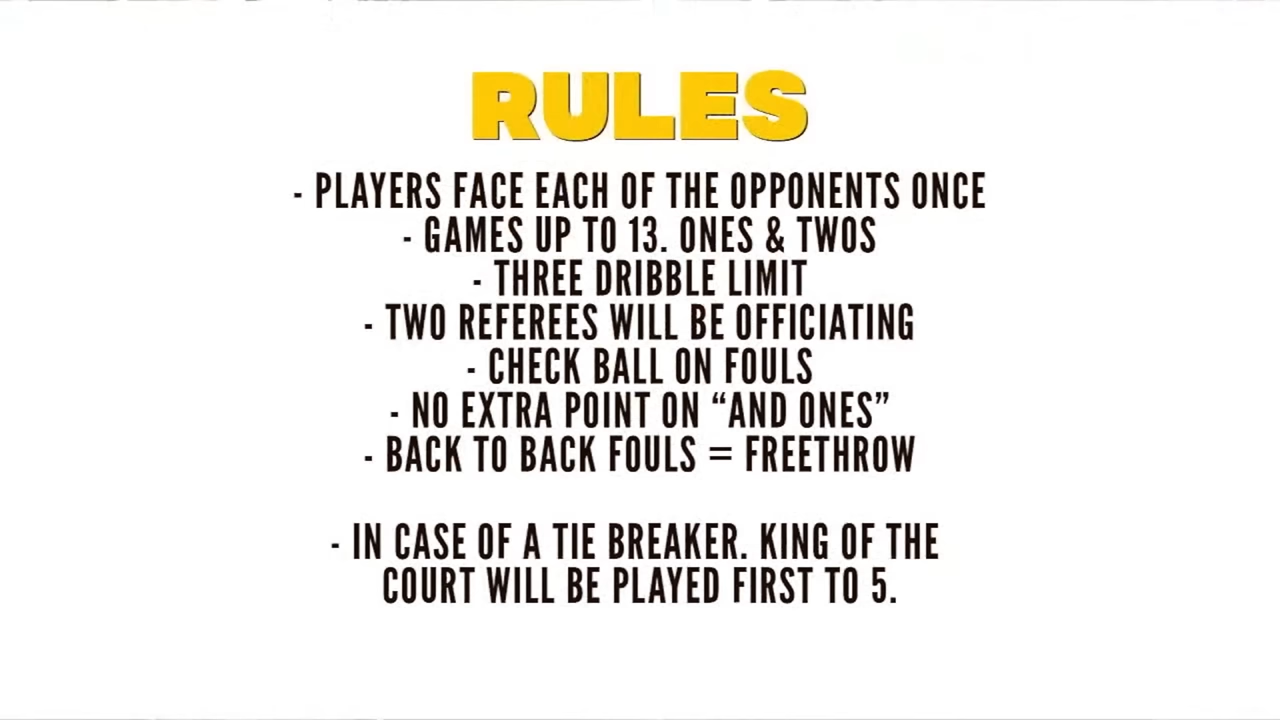 RULES
- PLAYERS FACE EACH OF THE OPPONENTS ONCE
- GAMES UP TO 13. ONES & TWOS
- THREE DRIBBLE LIMIT
- TWO REFEREES WILL BE OFFICIATING
- CHECK BALL ON FOULS
- NO EXTRA POINT ON “AND ONES”
- BACK TO BACK FOULS = FREETHROW
- IN CASE OF A TIE BREAKER. KING OF THE
COURT WILL BE PLAYED FIRST TO 5.